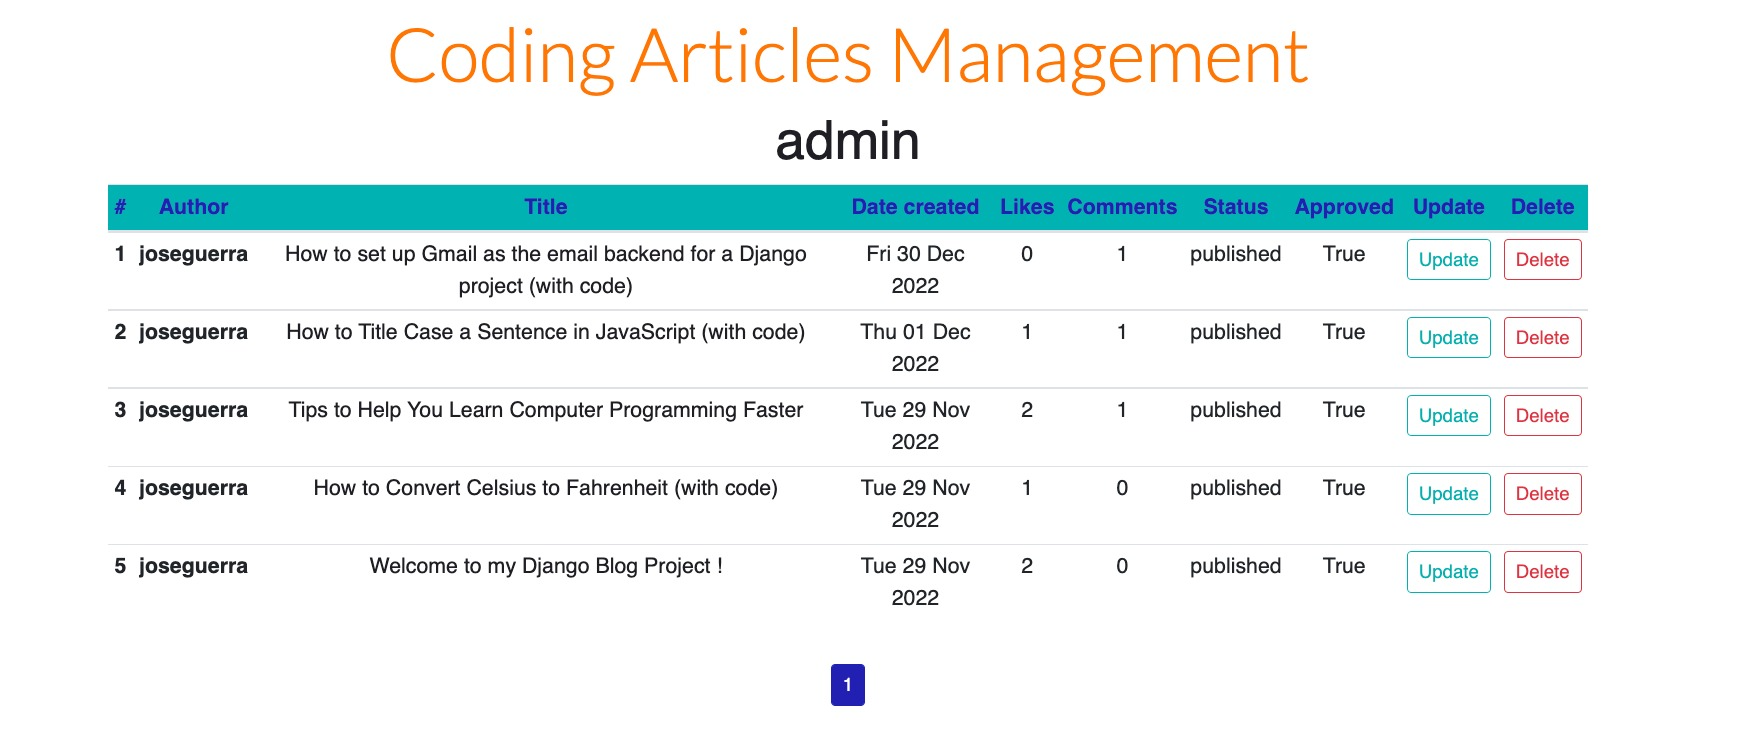 Coding Articles Management
admin
# Author Title Date created Likes Comments Status Approved Update Delete
1 joseguerra How to set up Gmail as the email backend for a Django Fri 30 Dec 0 1 published True Update Delete
project (with code) 2022
2 joseguerra How to Title Case a Sentence in JavaScript (with code) Thu 01 Dec 1 1 published True Update Delete
2022
3 joseguerra Tips to Help You Learn Computer Programming Faster Tue 29 Nov 2 1 published True Update Delete
2022
4 joseguerra How to Convert Celsius to Fahrenheit (with code) Tue 29 Nov 1 0 published True Update Delete
2022
5 joseguerra Welcome to my Django Blog Project ! Tue 29 Nov 2 0 published True Update Delete
2022
1